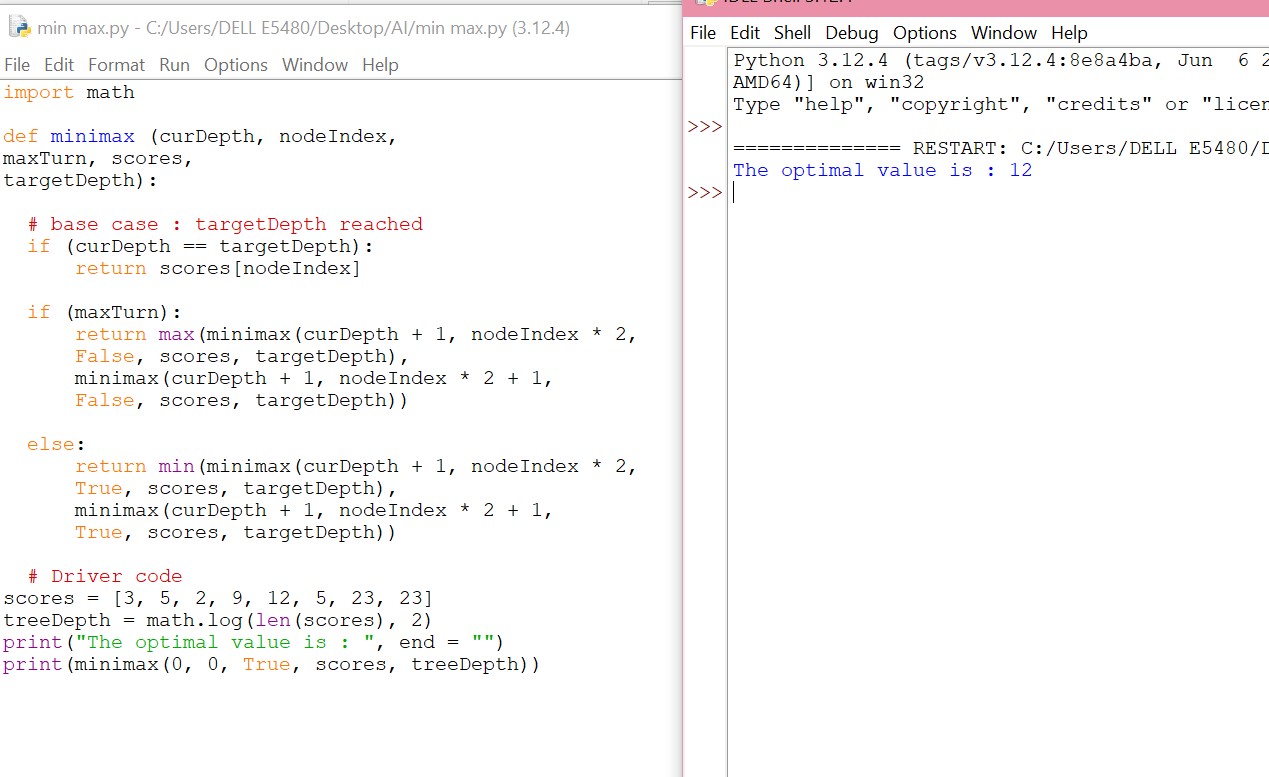 min max.py - C:/Users/DELL E5480/Desktop/AI/min max.py (3.12.4)
File Edit Format Run Options Window Help
import math
def minimax (curDepth, nodeIndex,
maxTurn, scores,
targetDepth):
# base case : targetDepth reached
if (curDepth == targetDepth):
return scores[nodeIndex]
if (maxTurn):
return max(minimax(curDepth + 1, nodeIndex * 2,
False, scores, targetDepth),
minimax(curDepth + 1, nodeIndex * 2 + 1,
False, scores, targetDepth))
else:
return min(minimax(curDepth + 1, nodeIndex * 2,
True, scores, targetDepth),
minimax(curDepth + 1, nodeIndex * 2 + 1,
True, scores, targetDepth))
# Driver code
scores = [3, 5, 2, 9, 12, 5, 23, 23]
treeDepth = math.log(len(scores), 2)
print("The optimal value is : ", end = "")
print(minimax(0, 0, True, scores, treeDepth))
File Edit Shell Debug Options Window Help
Python 3.12.4 (tags/v3.12.4:8e8a4ba, Jun 6 2
AMD64)] on win32
Type "help", "copyright", "credits" or "licen
>>>
============== RESTART: C:/Users/DELL E5480/D
The optimal value is : 12
>>>